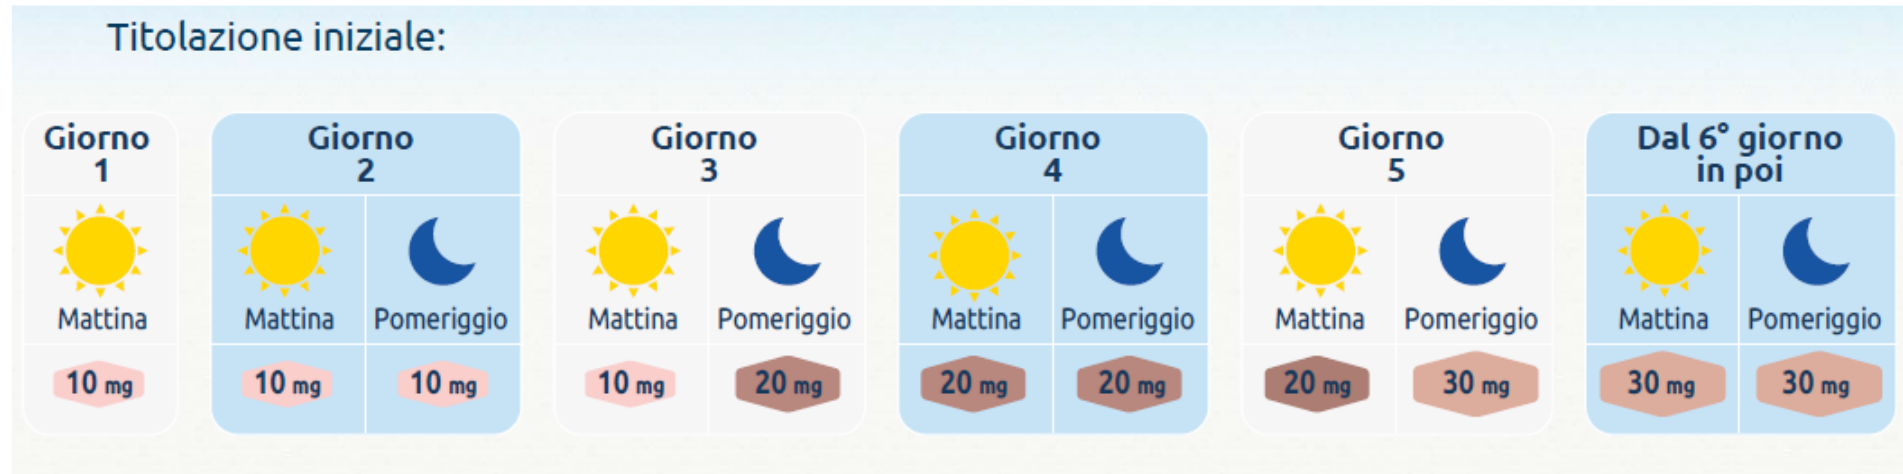 Titolazione iniziale:
Giorno
1
Giorno
2
Giorno
3
Giorno
4
Giorno
5
Dal 6° giorno
in poi
Mattina
Mattina Pomeriggio
Mattina Pomeriggio
Mattina Pomeriggio
Mattina Pomeriggio
Mattina Pomeriggio
10 mg
10 mg 10 mg
10 mg 20 mg
20 mg 20 mg
20 mg 30 mg
30 mg 30 mg